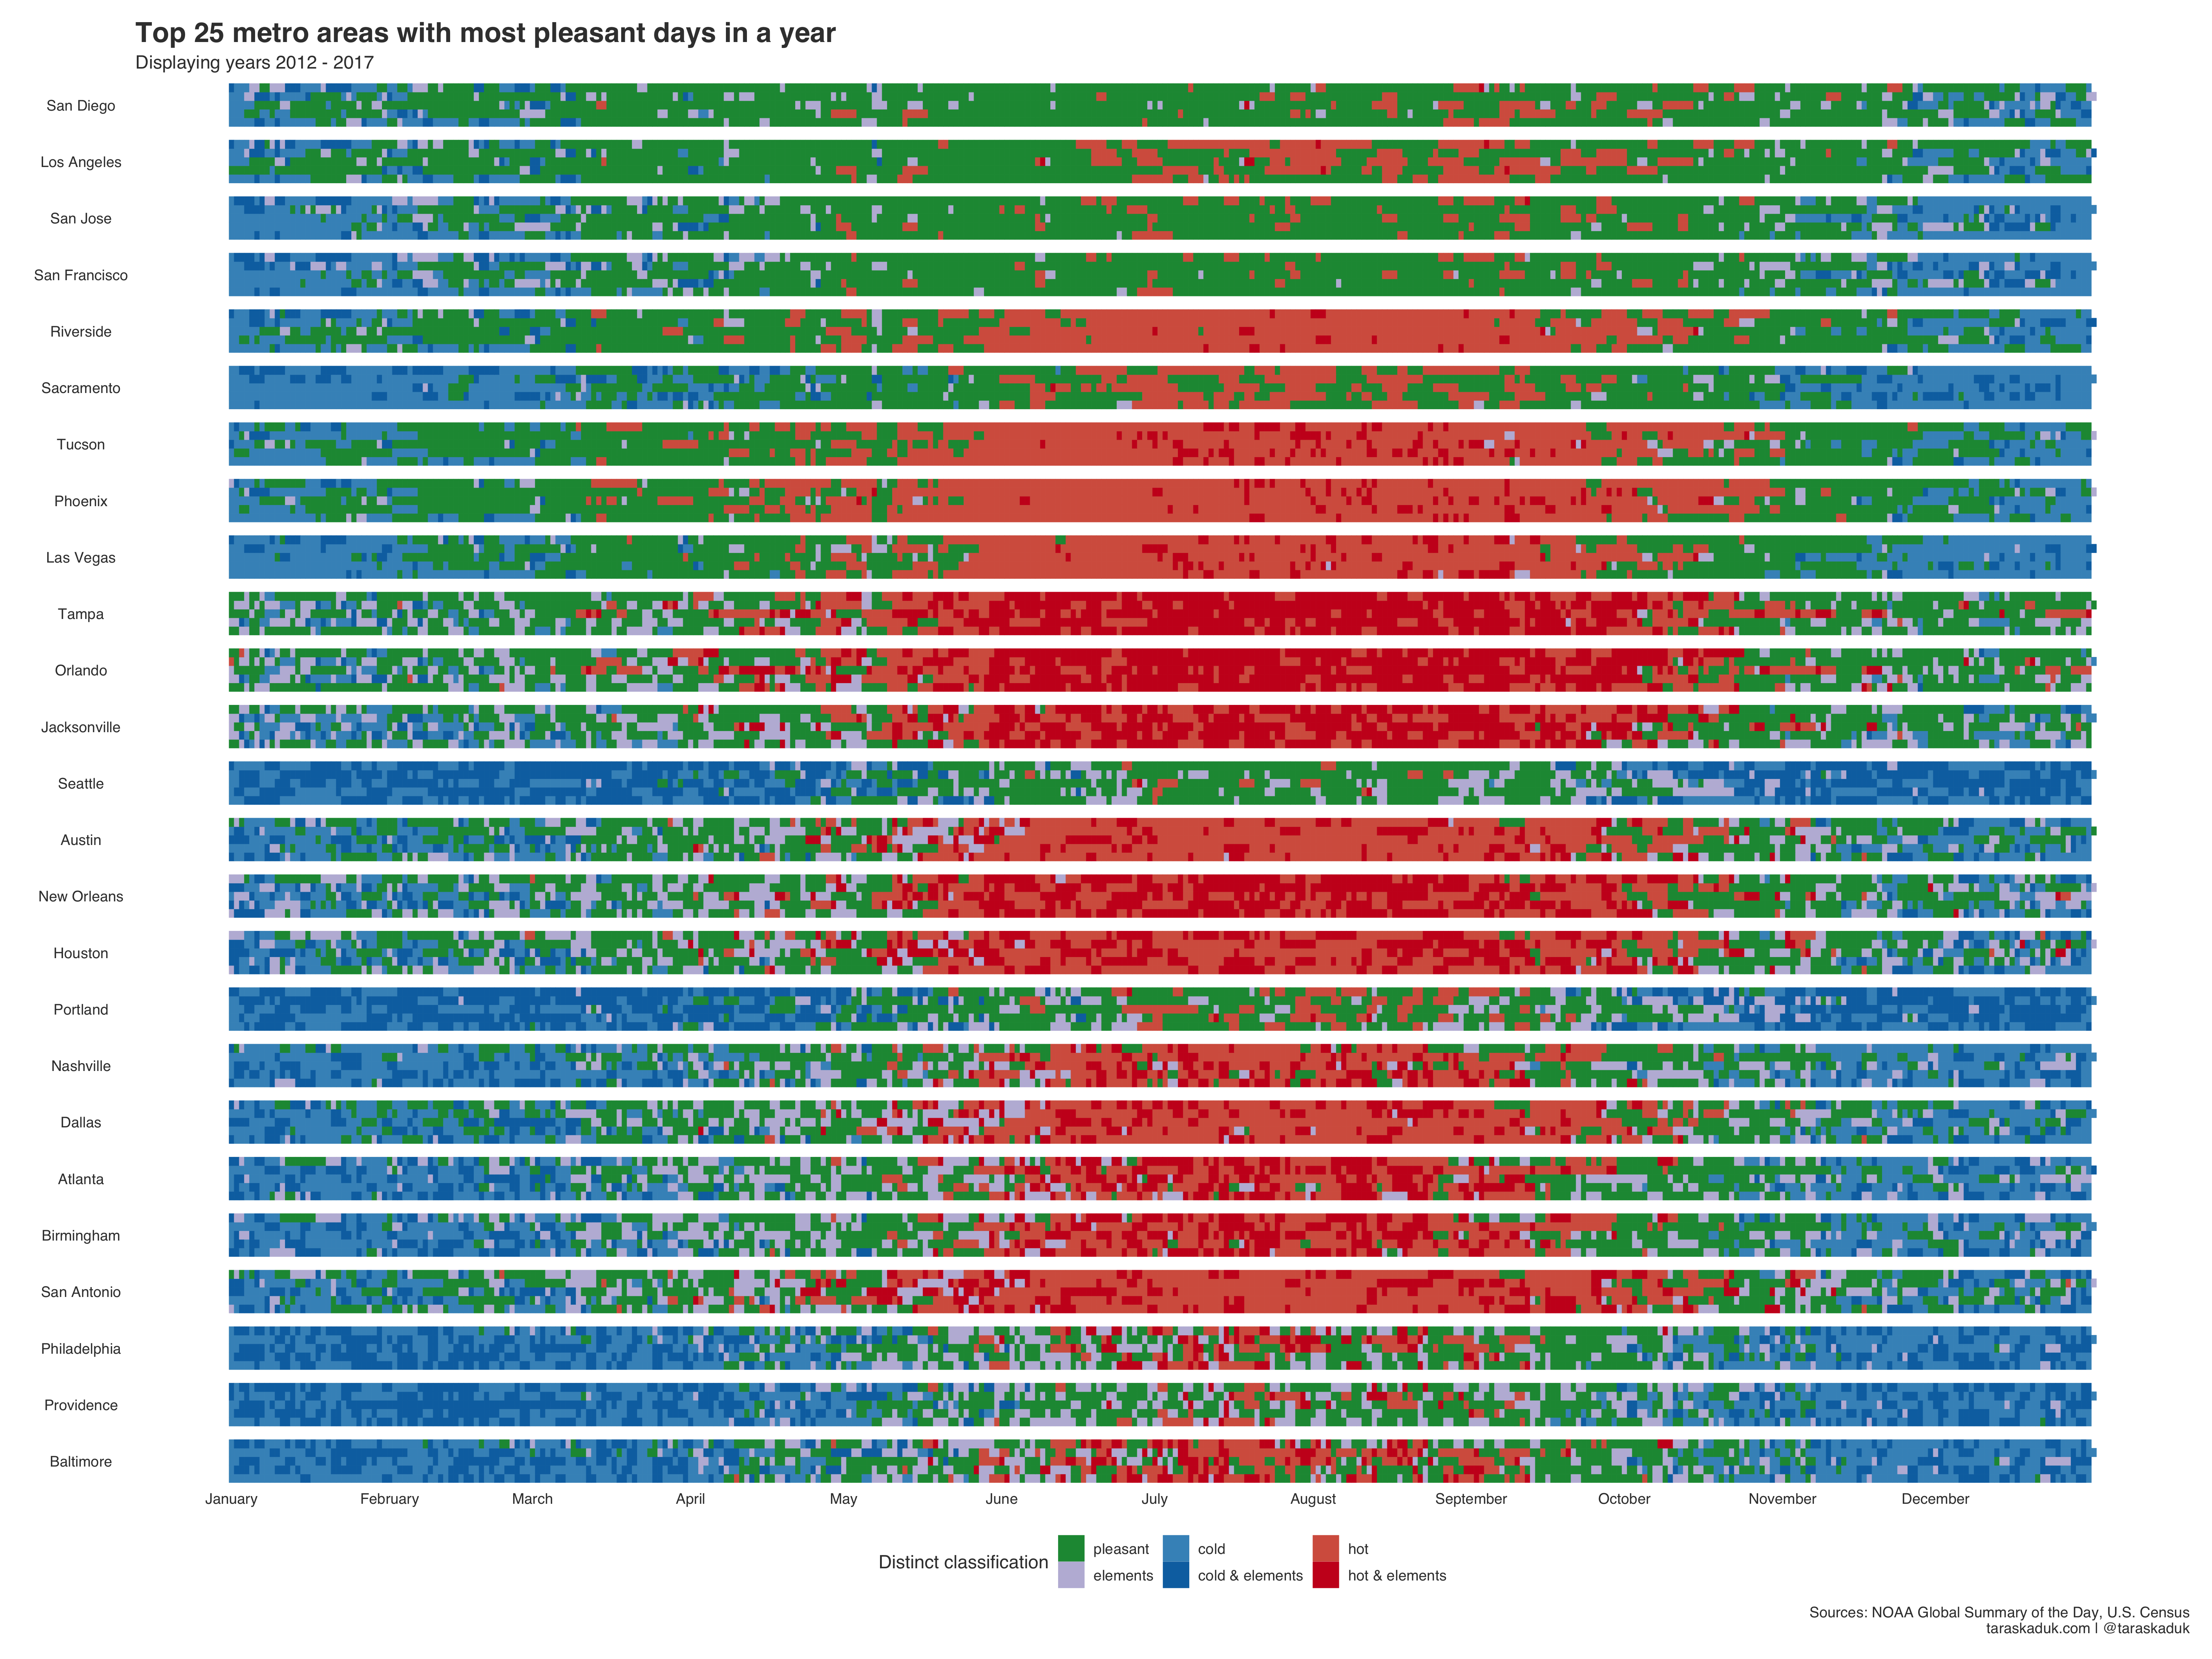 Top 25 metro areas with most pleasant days in a year
Displaying years 2012 - 2017
San Diego
Los Angeles
San Jose
San Francisco
Riverside
Sacramento
Tucson
Phoenix
Las Vegas
Tampa
Orlando
Jacksonville
Seattle
Austin
New Orleans
Houston
Portland
Nashville
Dallas
Atlanta
Birmingham
San Antonio
Philadelphia
Providence
Baltimore
January February March April May June July August September October November December
Distinct classification
pleasant cold hot
elements cold & elements hot & elements
Sources: NOAA Global Summary of the Day, U.S. Census
taraskaduk.com | @taraskaduk